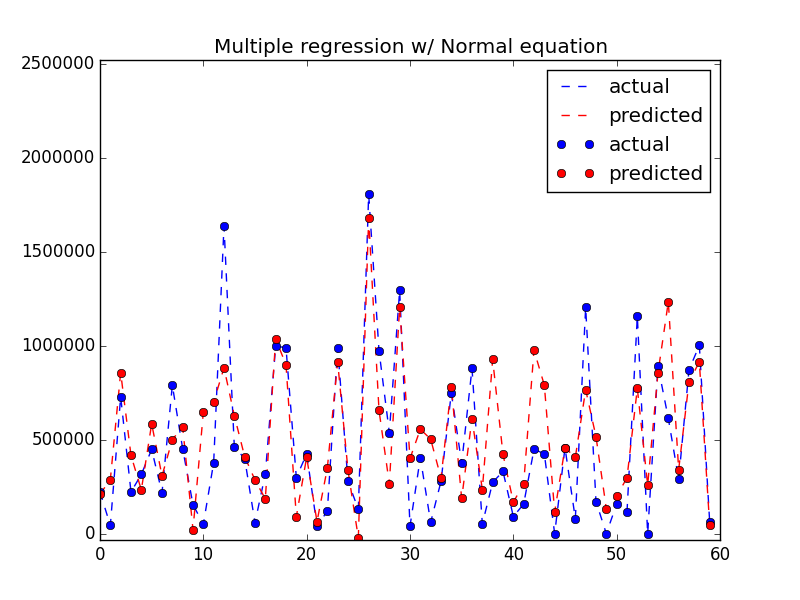 Multiple regression w/ Normal equation
2500000
2000000
1500000
1000000
500000
0
0 10 20 30 40 50 60
actual
predicted
actual
predicted